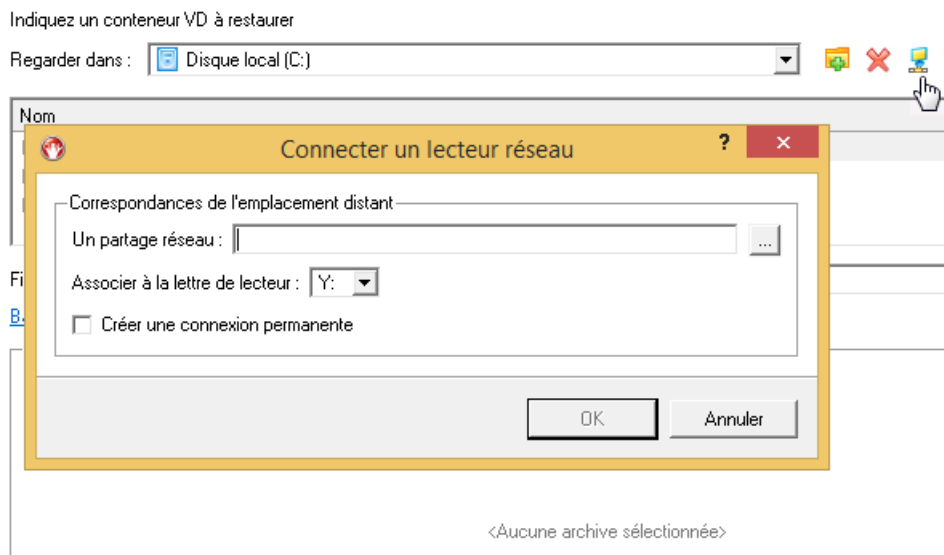 Indiquez un conteneur VD à restaurer
Regarder dans : Disque local (C:)
Nom
Connecter un lecteur réseau ? ×
Correspondances de l'emplacement distant
Un partage réseau : ...
Associer à la lettre de lecteur : Y:
Fi
Créer une connexion permanente
OK Annuler
<Aucune archive sélectionnée>